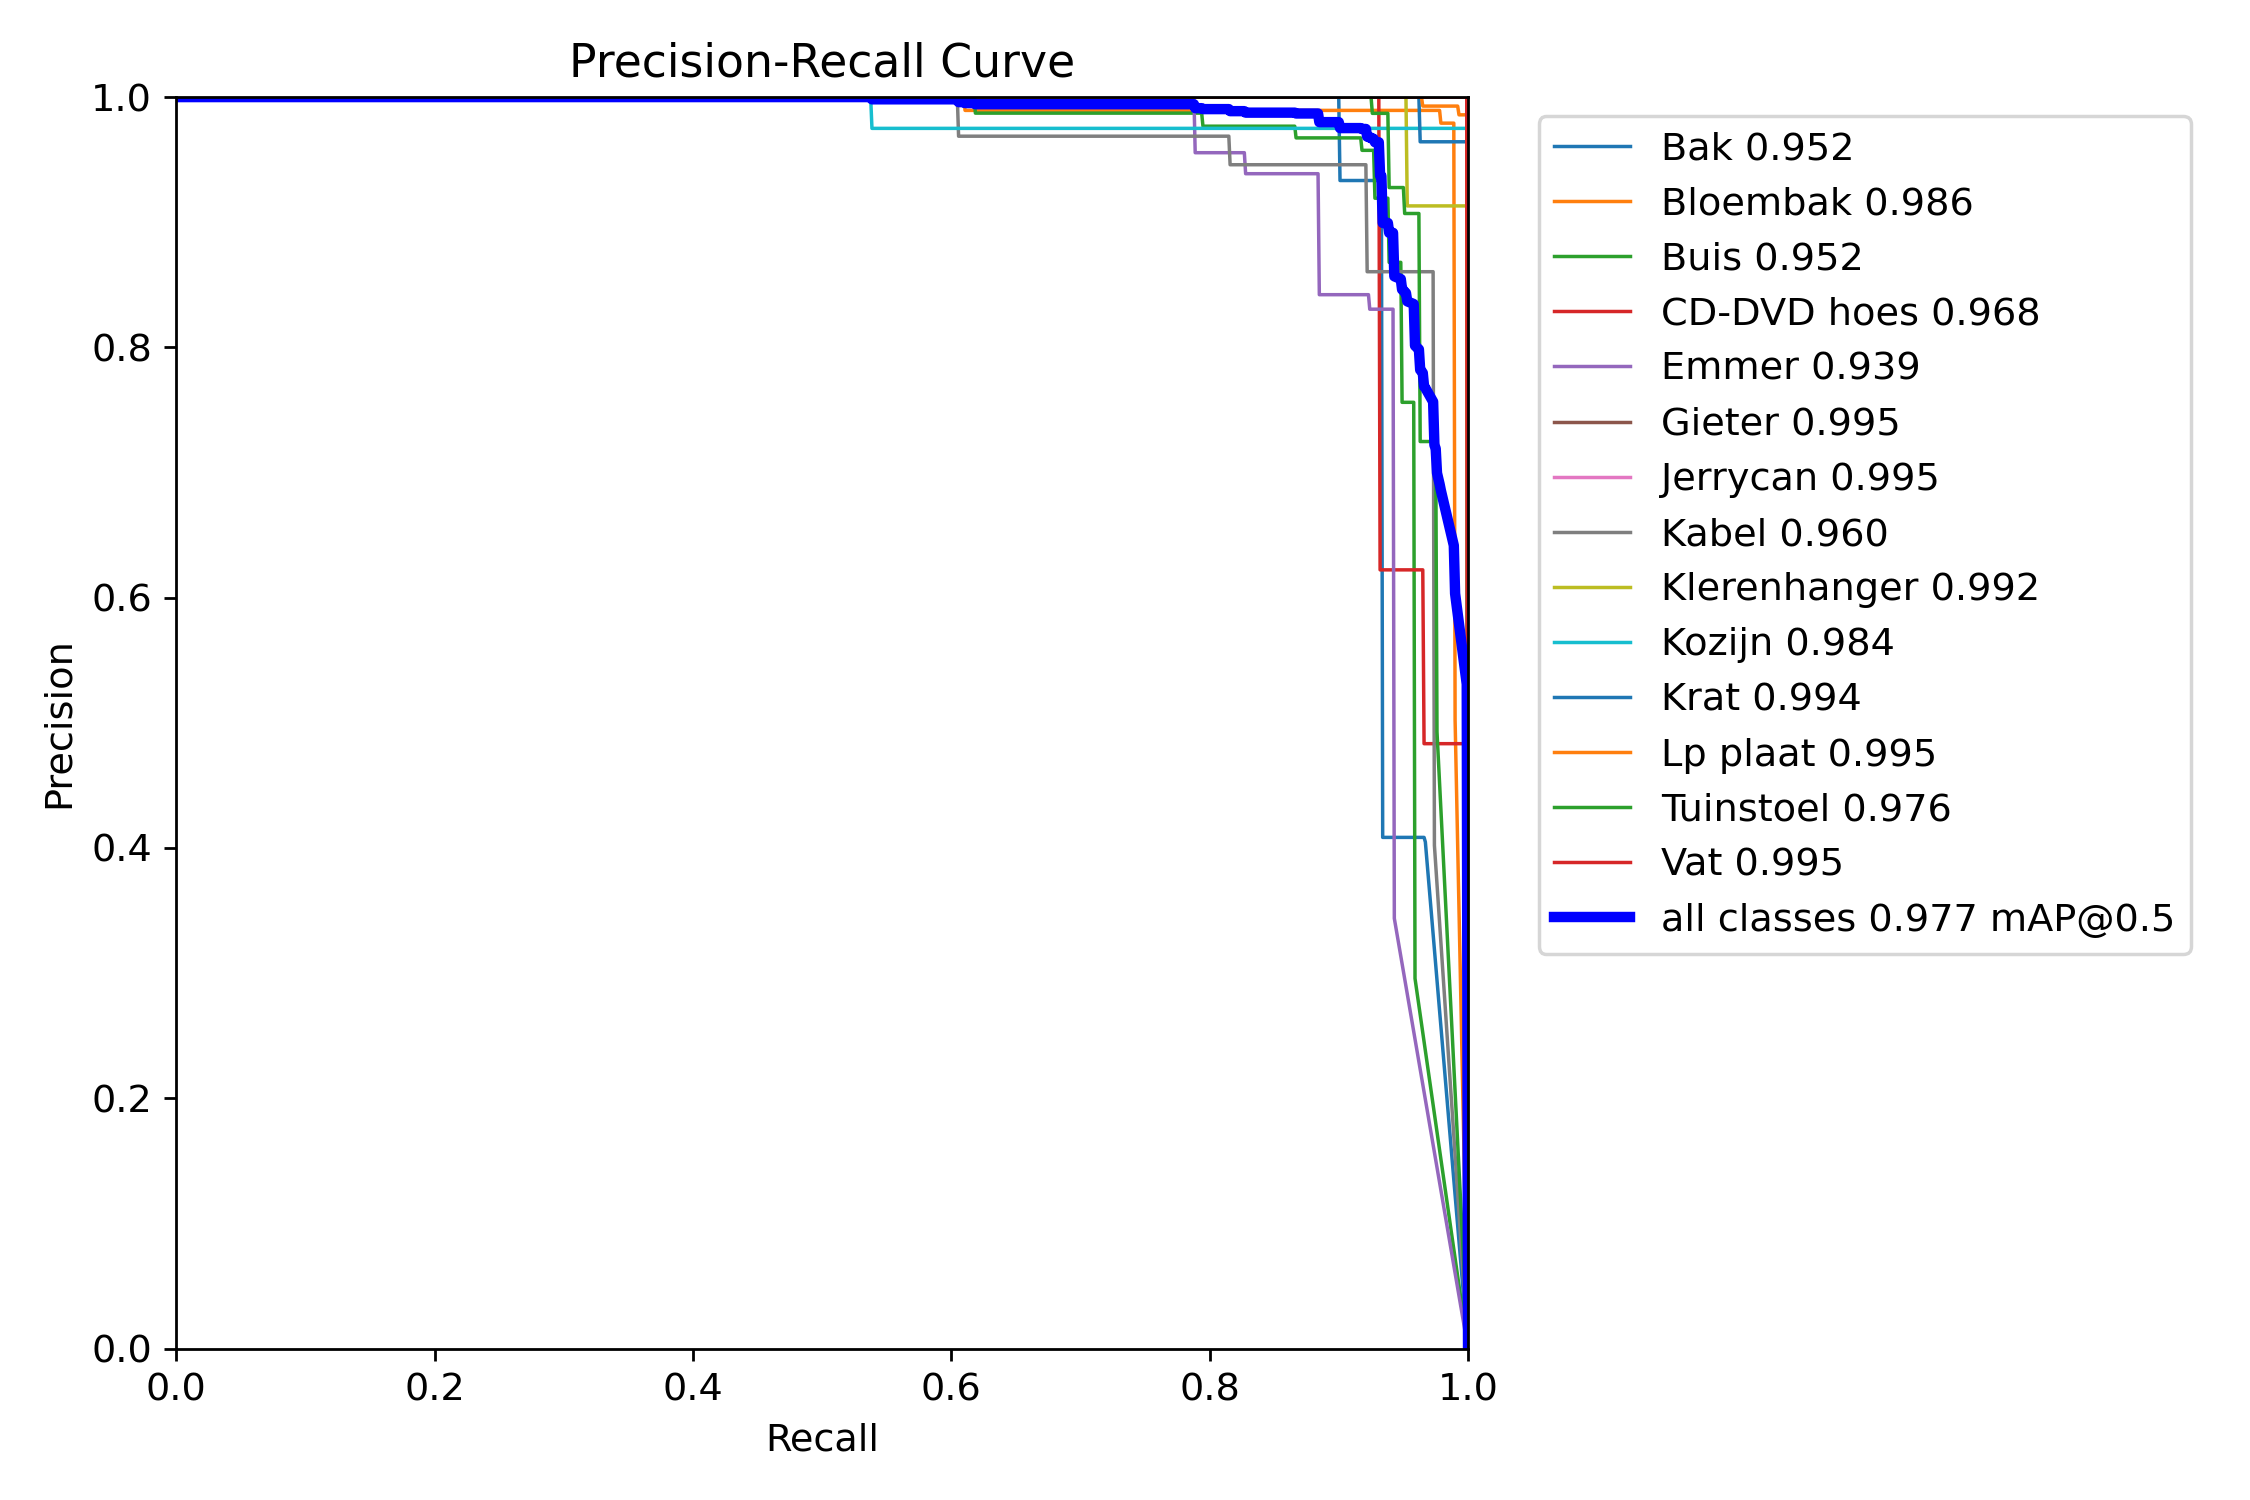 Precision-Recall Curve
1.0
0.8
0.6
0.4
0.2
0.0
Precision
0.0 0.2 0.4 0.6 0.8 1.0
Recall
Bak 0.952
Bloembak 0.986
Buis 0.952
CD-DVD hoes 0.968
Emmer 0.939
Gieter 0.995
Jerrycan 0.995
Kabel 0.960
Klerenhanger 0.992
Kozijn 0.984
Krat 0.994
Lp plaat 0.995
Tuinstoel 0.976
Vat 0.995
all classes 0.977 mAP@0.5